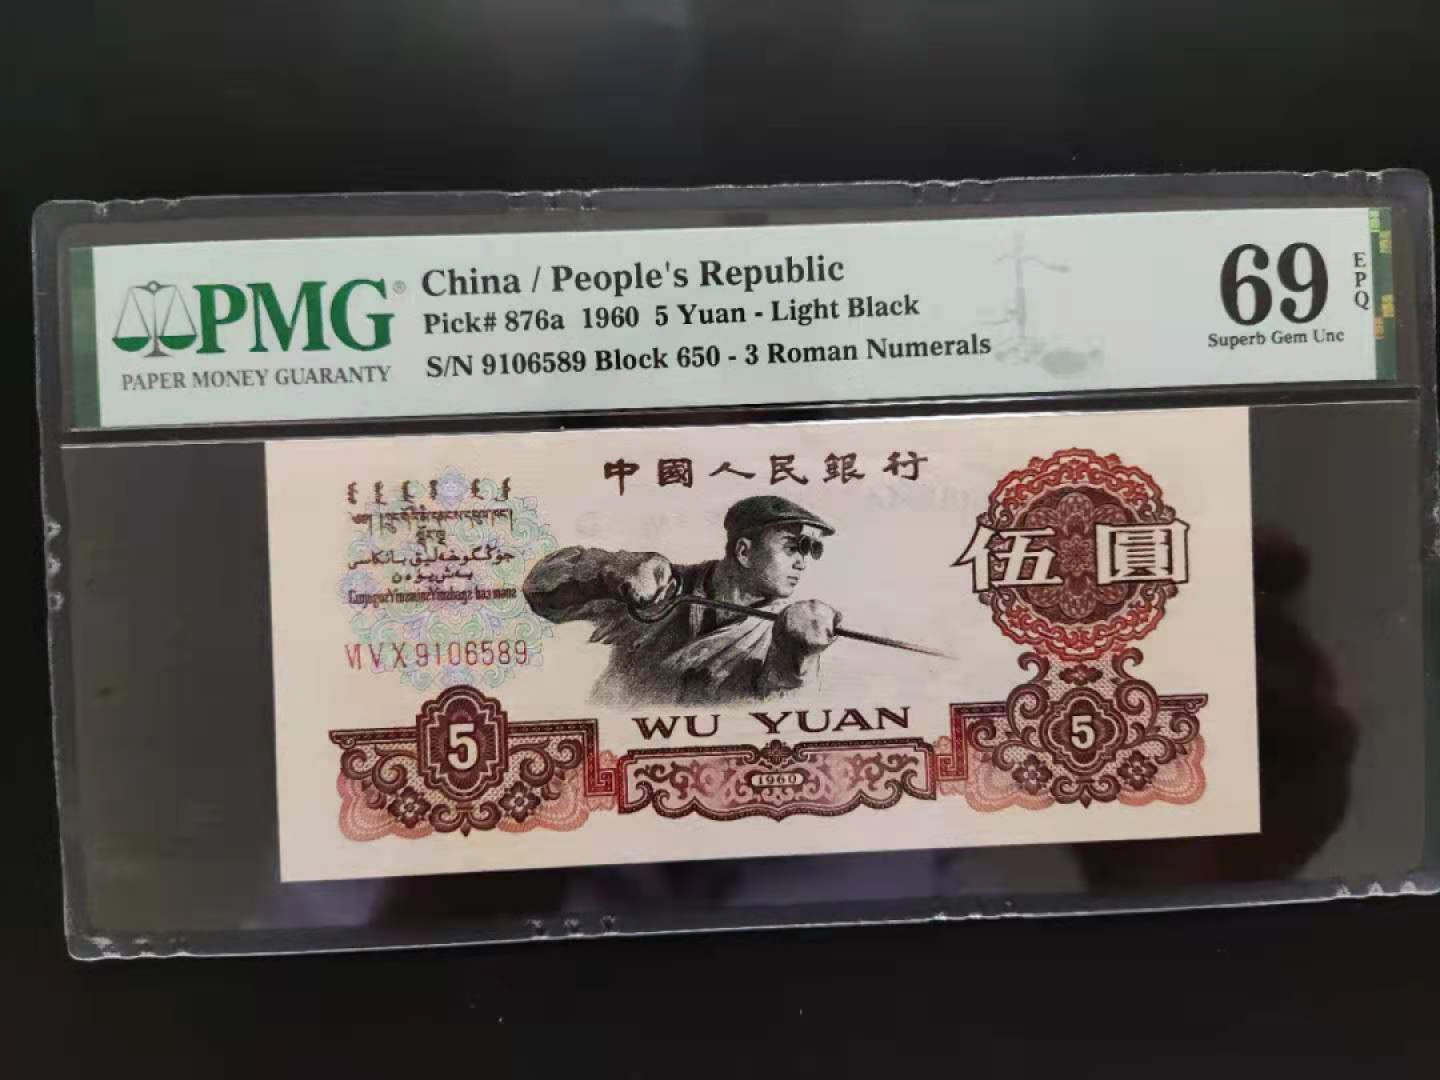 PMG®
PAPER MONEY GUARANTY
China / People's Republic
Pick# 876a 1960 5 Yuan - Light Black
S/N 9106589 Block 650 - 3 Roman Numerals
69
EPQ
Superb Gem Unc
中國人民銀行
伍圓
VI V X 9106589
WU YUAN
5
1960
5